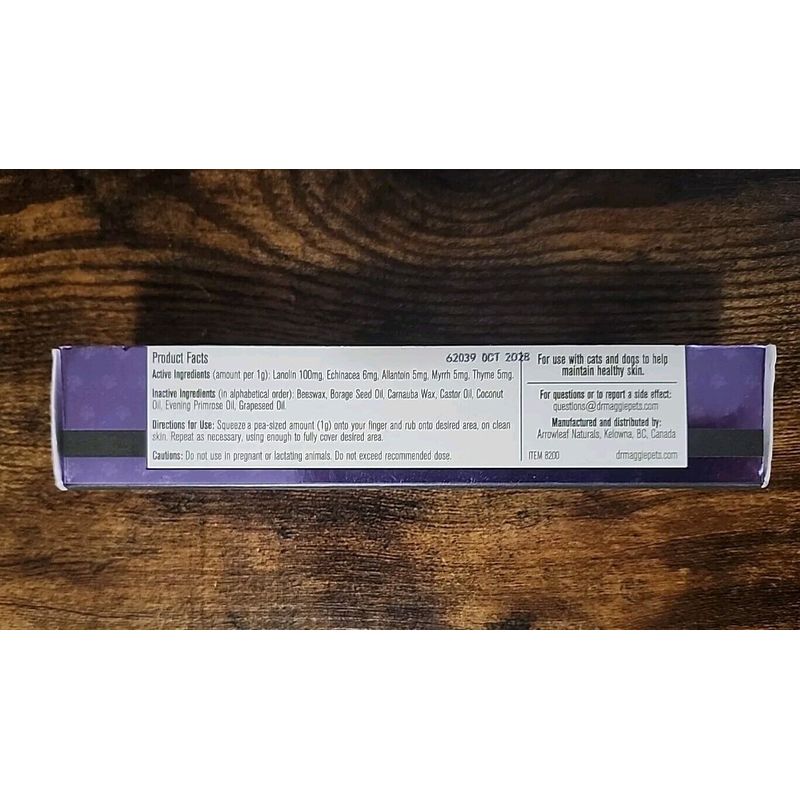 Product Facts
62039 OCT 2028
Active Ingredients (amount per 1g): Lanolin 100mg, Echinacea 6mg, Allantoin 5mg, Myrrh 5mg, Thyme 5mg.
Inactive Ingredients (in alphabetical order): Beeswax, Borage Seed Oil, Carnauba Wax, Castor Oil, Coconut
Oil, Evening Primrose Oil, Grapeseed Oil.
Directions for Use: Squeeze a pea-sized amount (1g) onto your finger and rub onto desired area, on clean
skin. Repeat as necessary, using enough to fully cover desired area.
Cautions: Do not use in pregnant or lactating animals. Do not exceed recommended dose.
For use with cats and dogs to help
maintain healthy skin.
For questions or to report a side effect:
questions@drmaggiepets.com
Manufactured and distributed by:
Arrowleaf Naturals, Kelowna, BC, Canada
ITEM 8200 drmaggiepets.com